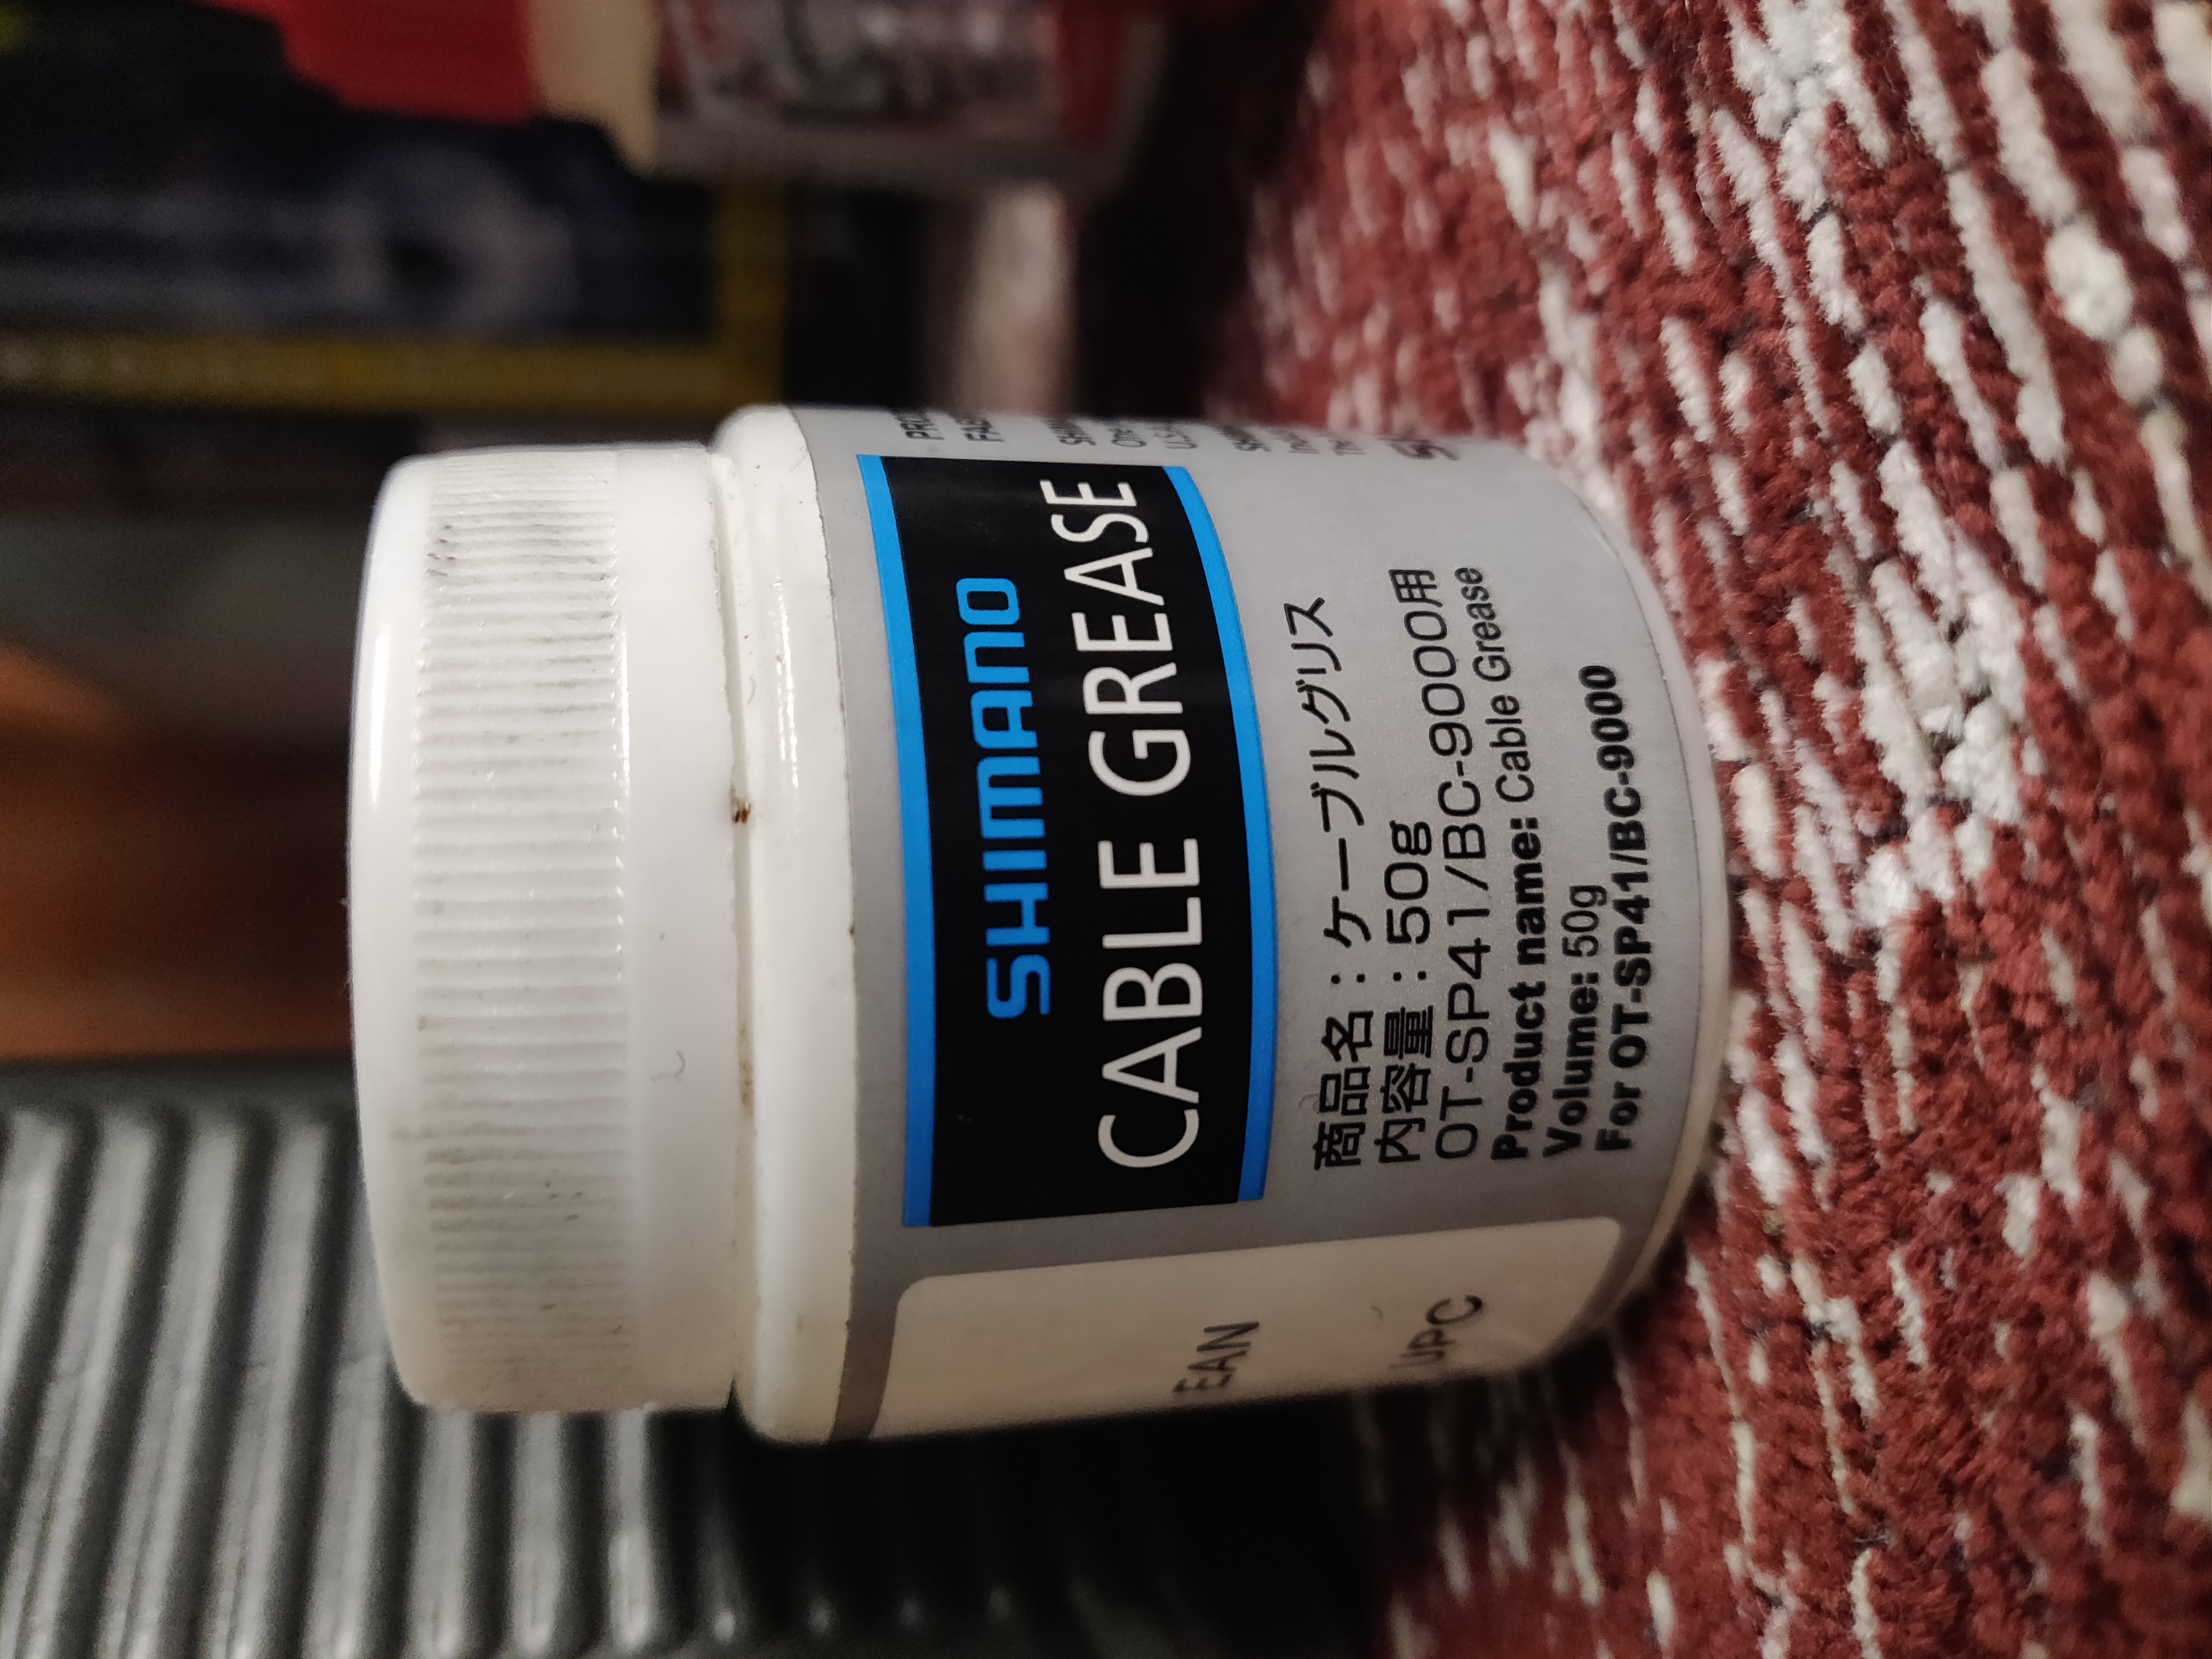 SHIMANO
CABLE GREASE
商品名：ケーブルグリス
内容量：50g
OT-SP41/BC-9000用
Product name: Cable Grease
Volume: 50g
For OT-SP41/BC-9000
EAN
UPC